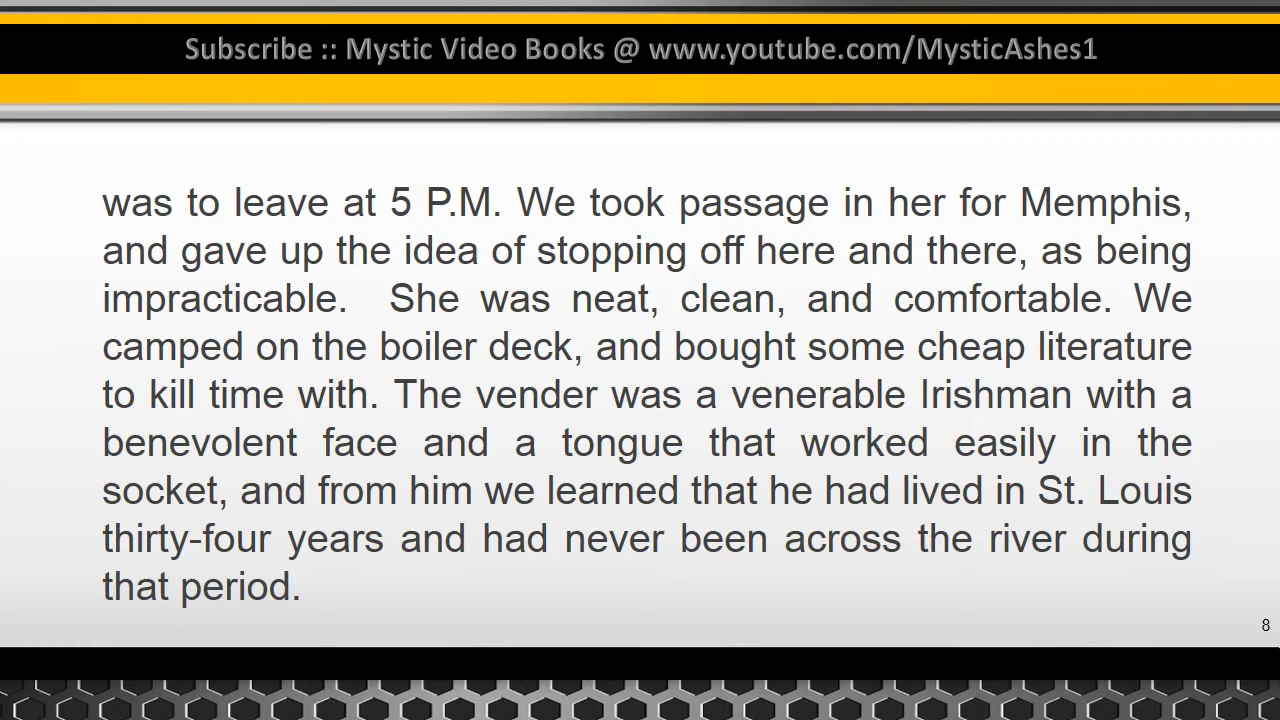 Subscribe :: Mystic Video Books @ www.youtube.com/MysticAshes1
was to leave at 5 P.M. We took passage in her for Memphis,
and gave up the idea of stopping off here and there, as being
impracticable.  She was neat, clean, and comfortable. We
camped on the boiler deck, and bought some cheap literature
to kill time with. The vender was a venerable Irishman with a
benevolent face and a tongue that worked easily in the
socket, and from him we learned that he had lived in St. Louis
thirty-four years and had never been across the river during
that period.
8